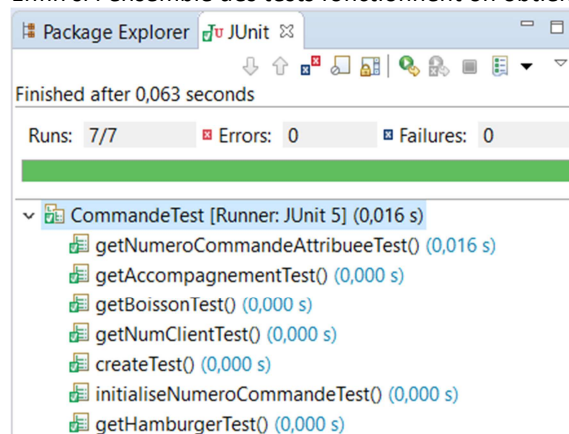 Package Explorer JUnit
Finished after 0,063 seconds
Runs: 7/7 Errors: 0 Failures: 0
CommandeTest [Runner: JUnit 5] (0,016 s)
getNumeroCommandeAttribueeTest() (0,016 s)
getAccompagnementTest() (0,000 s)
getBoissonTest() (0,000 s)
getNumClientTest() (0,000 s)
createTest() (0,000 s)
initialiseNumeroCommandeTest() (0,000 s)
getHamburgerTest() (0,000 s)